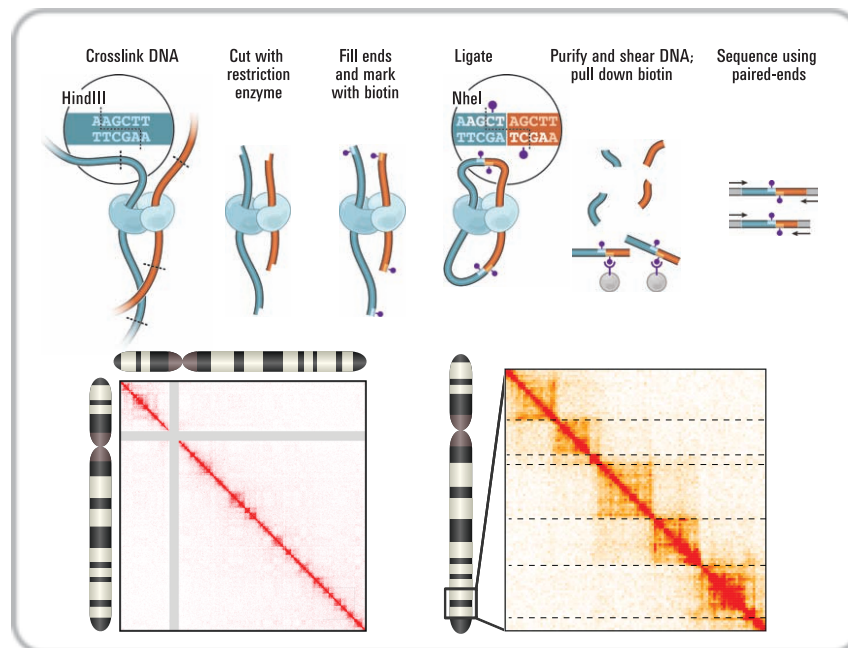 Crosslink DNA
Cut with
restriction
enzyme
Fill ends
and mark
with biotin
Ligate
Purify and shear DNA;
pull down biotin
Sequence using
paired-ends
HindIII
AAGCTT
TTCGAA
NheI
AAGCT AGCTT
TTCGA TCGAA